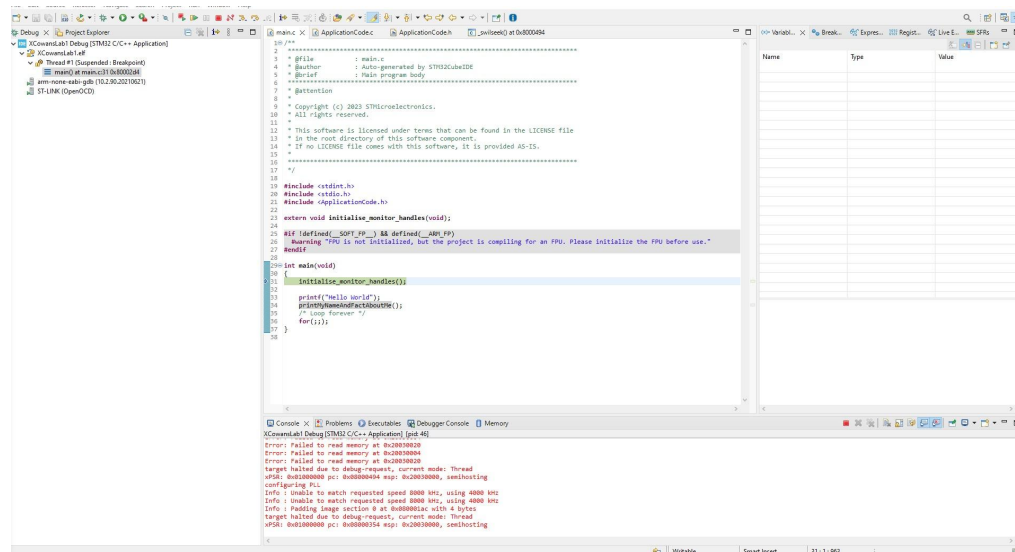 Debug
Project Explorer
XCowansLab1 Debug [STM32 C/C++ Application]
XCowansLab1.elf
Thread #1 (Suspended : Breakpoint)
main() at main.c:31 0x80002d4
arm-none-eabi-gdb (10.2.90.20210621)
ST-LINK (OpenOCD)
main.c
ApplicationCode.c
ApplicationCode.h
_swilseek() at 0x8000494
1 /**
2 ******************************************************************************
3 * @file : main.c
4 * @author : Auto-generated by STM32CubeIDE
5 * @brief : Main program body
6 ******************************************************************************
7 * @attention
8 *
9 * Copyright (c) 2023 STMicroelectronics.
10 * All rights reserved.
11 *
12 * This software is licensed under terms that can be found in the LICENSE file
13 * in the root directory of this software component.
14 * If no LICENSE file comes with this software, it is provided AS-IS.
15 *
16 ******************************************************************************
17 */
18
19 #include <stdint.h>
20 #include <stdio.h>
21 #include <ApplicationCode.h>
22
23 extern void initialise_monitor_handles(void);
24
25 #if !defined(__SOFT_FP__) && defined(__ARM_FP)
26 #warning "FPU is not initialized, but the project is compiling for an FPU. Please initialize the FPU before use."
27 #endif
28
29 int main(void)
30 {
31 initialise_monitor_handles();
32
33 printf("Hello World");
34 printMyNameAndFactAboutMe();
35 /* Loop forever */
36 for(;;);
37 }
38
Variabl...
Break...
Expres...
Regist...
Live E...
SFRs
Name Type Value
Console
Problems
Executables
Debugger Console
Memory
XCowansLab1 Debug [STM32 C/C++ Application] [pid: 46]
Error: Failed to read memory at 0x20030020
Error: Failed to read memory at 0x20030004
Error: Failed to read memory at 0x20030020
target halted due to debug-request, current mode: Thread
xPSR: 0x01000000 pc: 0x08000494 msp: 0x20030000, semihosting
configuring PLL
Info : Unable to match requested speed 8000 kHz, using 4000 kHz
Info : Unable to match requested speed 8000 kHz, using 4000 kHz
Info : Padding image section 0 at 0x080001ac with 4 bytes
target halted due to debug-request, current mode: Thread
xPSR: 0x01000000 pc: 0x08000354 msp: 0x20030000, semihosting
Writable
Smart Insert
31 : 1 : 963